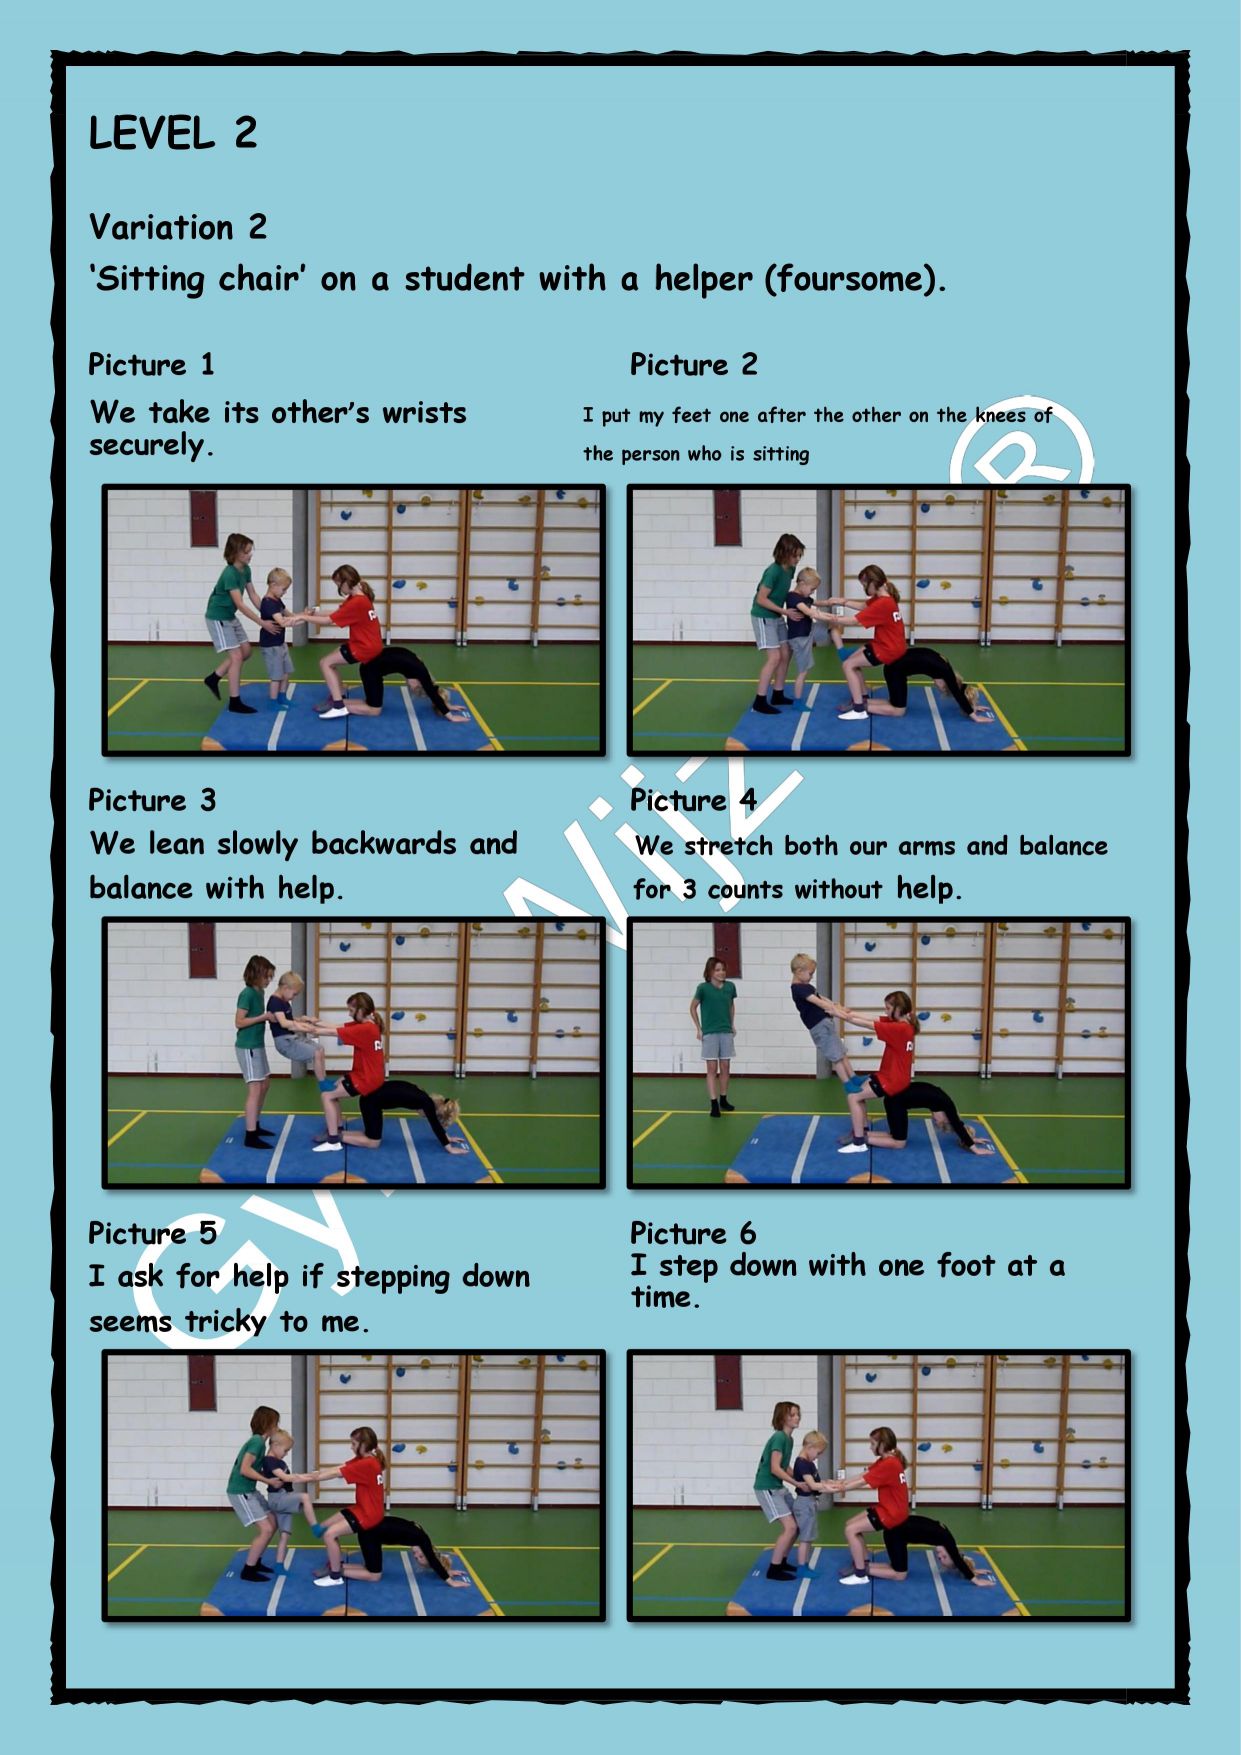 LEVEL 2
Variation 2
‘Sitting chair’ on a student with a helper (foursome).
Picture 1
We take its other’s wrists
securely.
Picture 2
I put my feet one after the other on the knees of
the person who is sitting
Picture 3
We lean slowly backwards and
balance with help.
Picture 4
We stretch both our arms and balance
for 3 counts without help.
Picture 5
I ask for help if stepping down
seems tricky to me.
Picture 6
I step down with one foot at a
time.